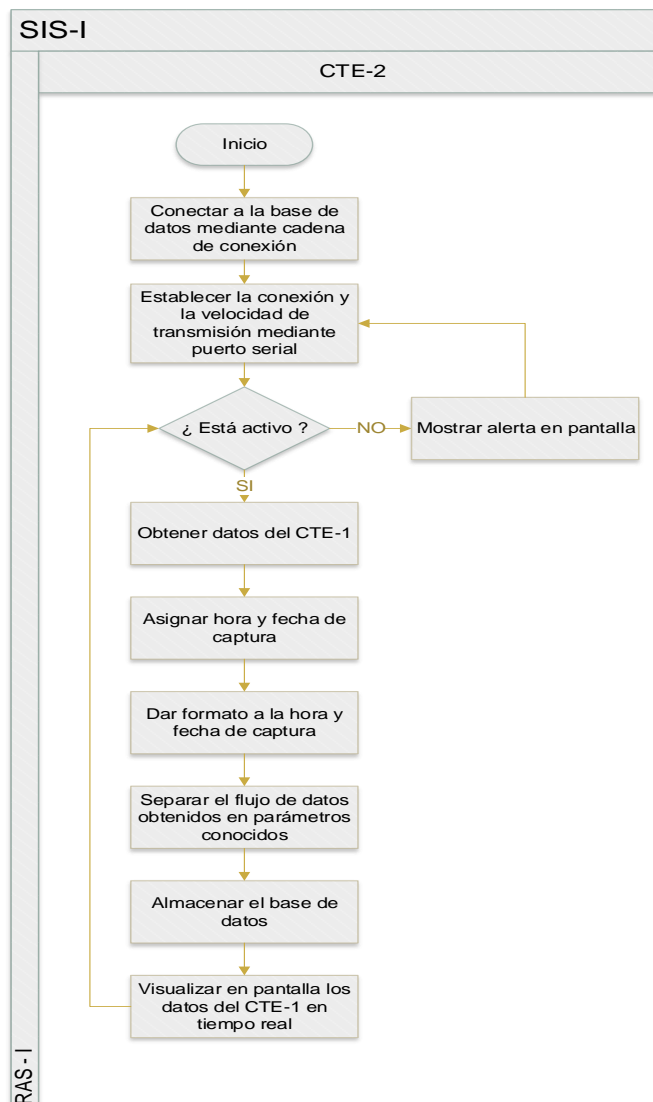 SIS-I
CTE-2
Inicio
Conectar a la base de
datos mediante cadena
de conexión
Establecer la conexión y
la velocidad de
transmisión mediante
puerto serial
¿ Está activo ?
NO
Mostrar alerta en pantalla
SI
Obtener datos del CTE-1
Asignar hora y fecha de
captura
Dar formato a la hora y
fecha de captura
Separar el flujo de datos
obtenidos en parámetros
conocidos
Almacenar el base de
datos
Visualizar en pantalla los
datos del CTE-1 en
tiempo real
RAS - I